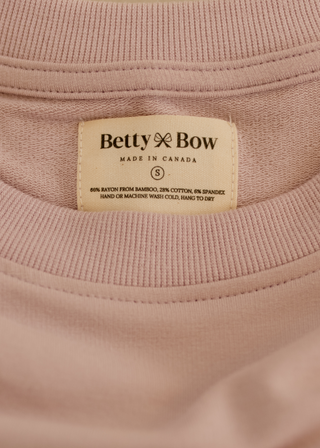 Betty Bow
MADE IN CANADA
S
66% RAYON FROM BAMBOO, 28% COTTON, 6% SPANDEX
HAND OR MACHINE WASH COLD, HANG TO DRY